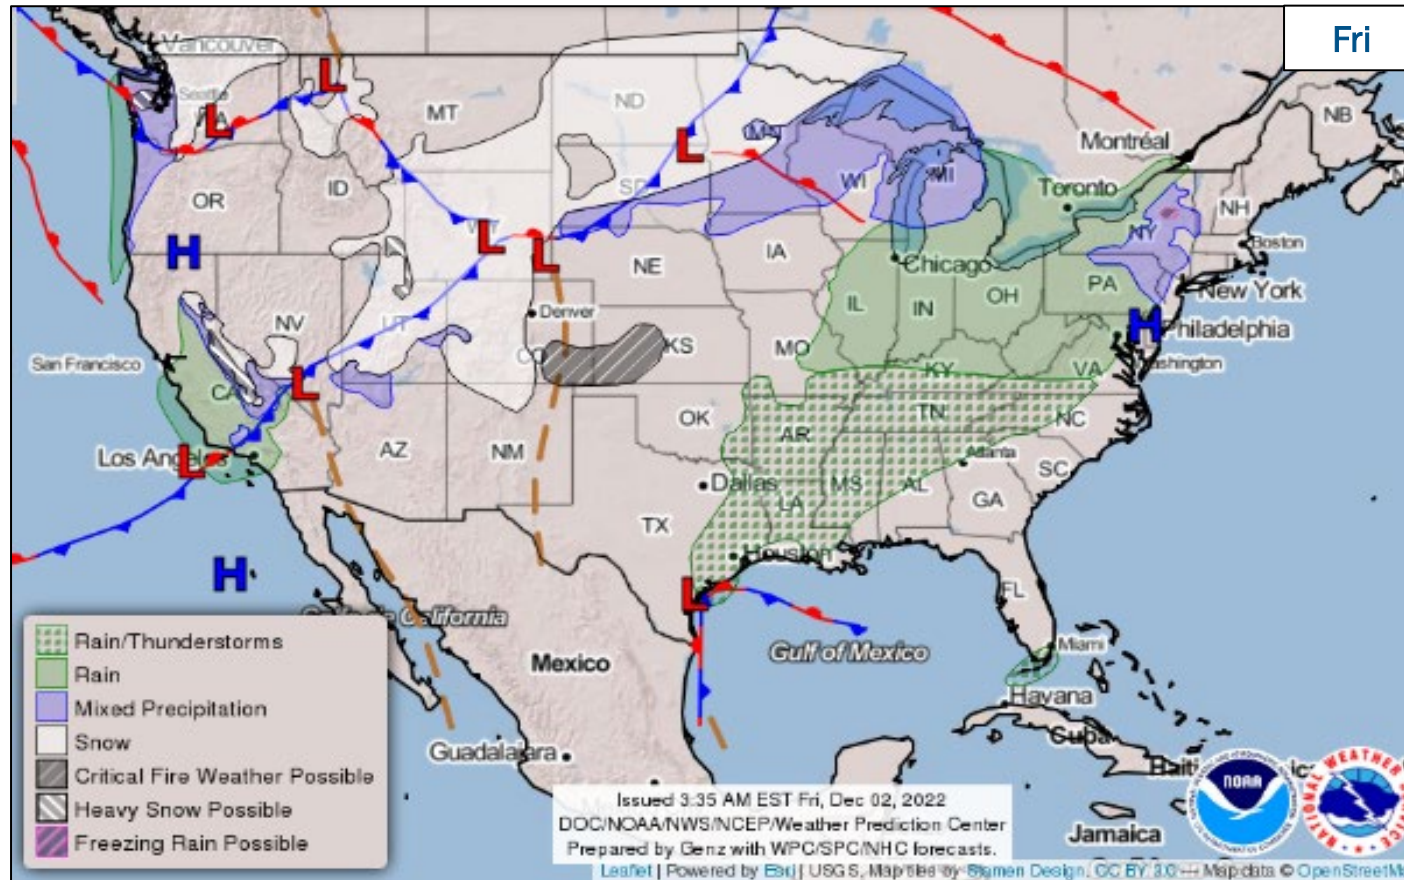 Fri
Vancouver
Seattle
WA
MT
ND
MN
Montréal
NB
OR
ID
SD
WI
MI
Toronto
NH
WY
NY
Boston
H
NE
IA
Chicago
PA
New York
NV
UT
Denver
IL
IN
OH
H
Philadelphia
San Francisco
CO
KS
MO
KY
VA
Washington
CA
L
OK
AR
TN
NC
Los Angeles
AZ
NM
Atlanta
SC
Dallas
LA
MS
AL
GA
TX
Houston
H
L
FL
Gulf of Mexico
Miami
Mexico
Havana
Cuba
Guadalajara
Jamaica
Rain/Thunderstorms
Rain
Mixed Precipitation
Snow
Critical Fire Weather Possible
Heavy Snow Possible
Freezing Rain Possible
Issued 3:35 AM EST Fri, Dec 02, 2022
DOC/NOAA/NWS/NCEP/Weather Prediction Center
Prepared by Genz with WPC/SPC/NHC forecasts.
Leaflet | Powered by Esri | USGS, Map tiles by Stamen Design, CC BY 3.0 — Map data © OpenStreetM
NOAA
NATIONAL WEATHER